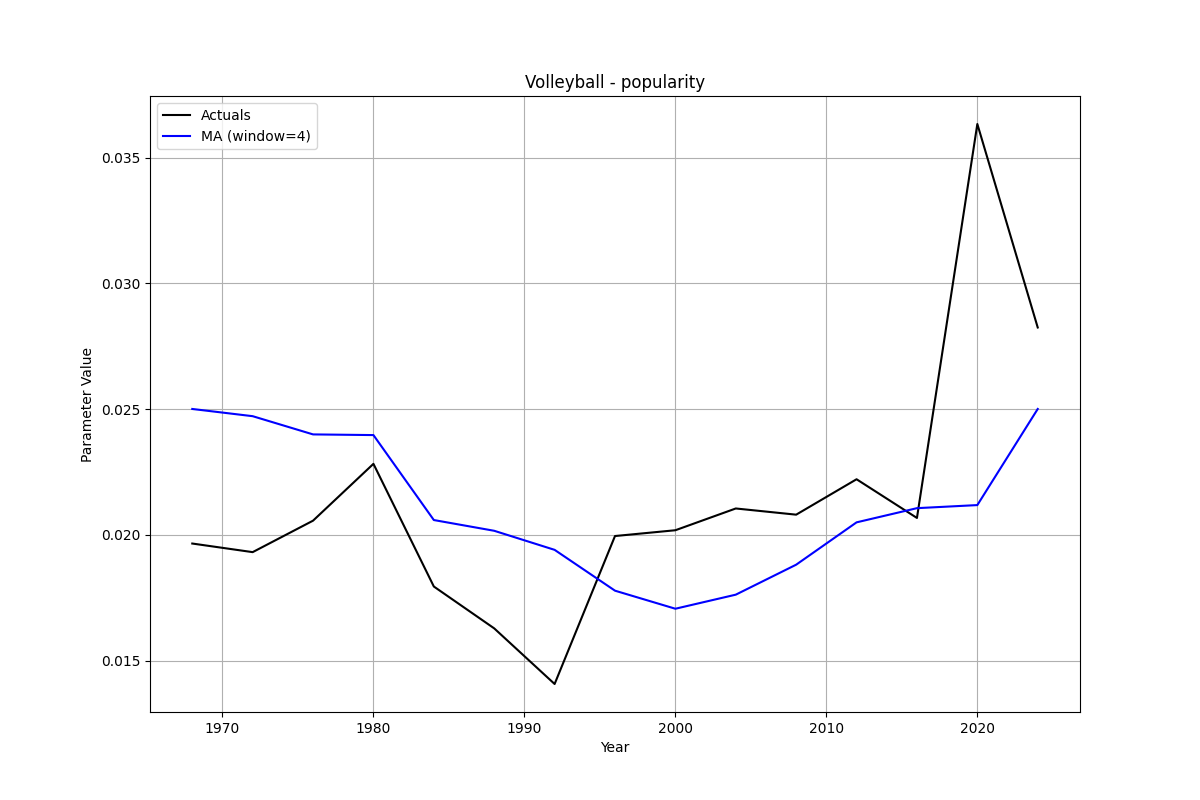 Volleyball - popularity
Actuals
MA (window=4)
0.035
0.030
0.025
0.020
0.015
Parameter Value
1970 1980 1990 2000 2010 2020
Year